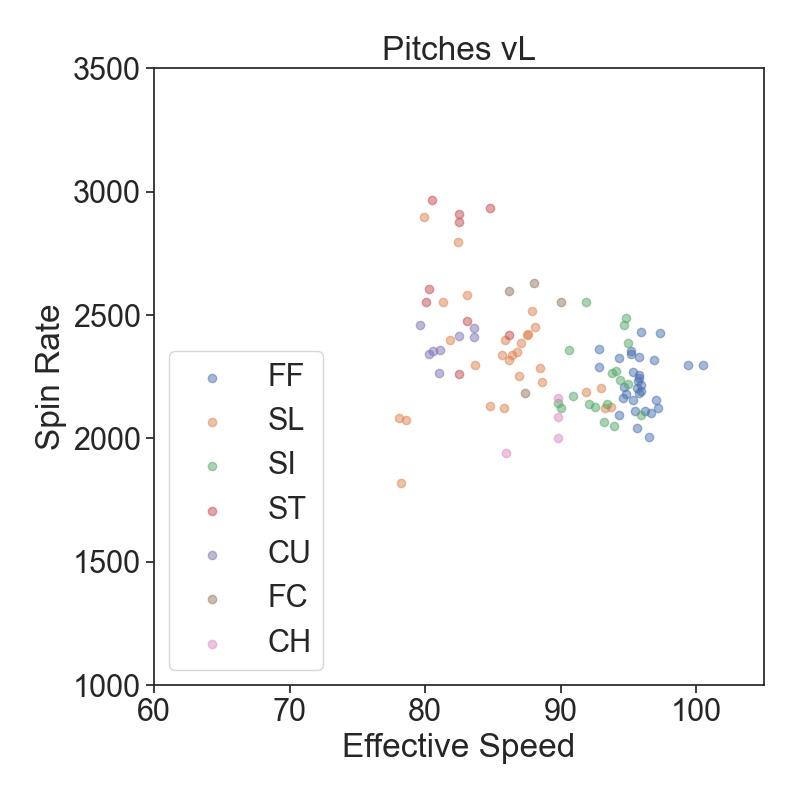 Pitches vL
3500
3000
2500
2000
1500
1000
Spin Rate
FF
SL
SI
ST
CU
FC
CH
60 70 80 90 100
Effective Speed